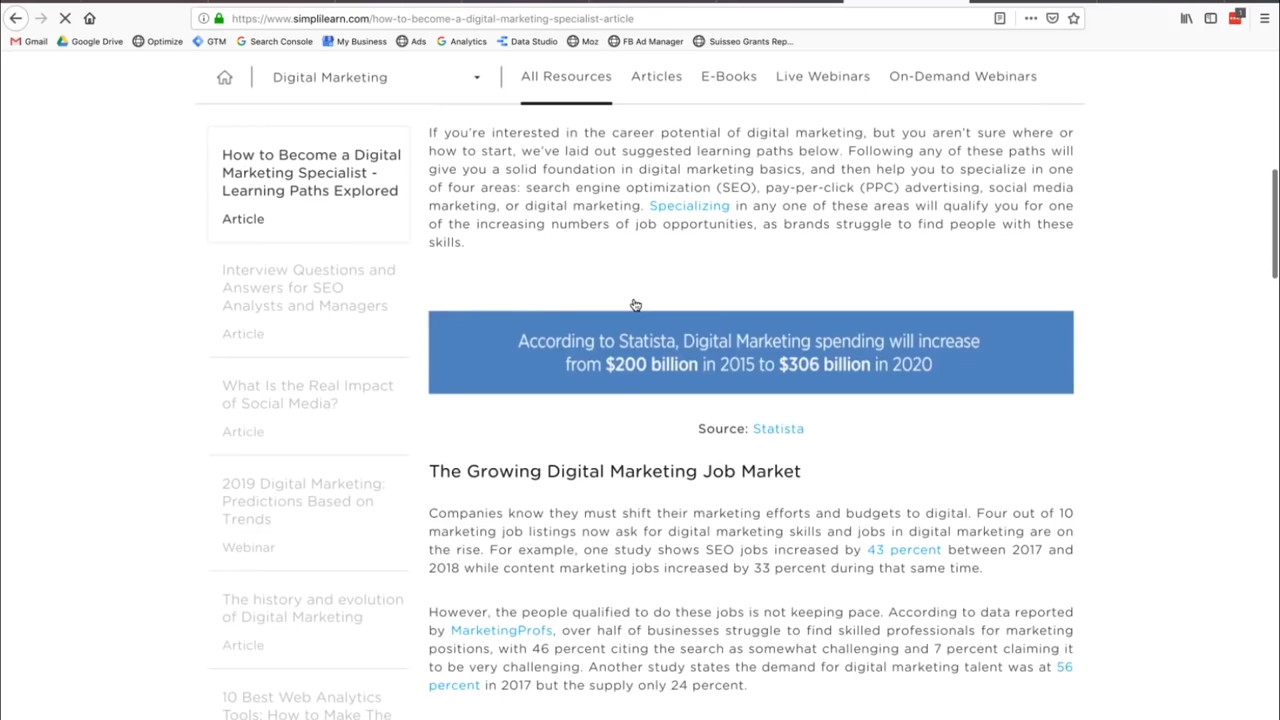 https://www.simplilearn.com/how-to-become-a-digital-marketing-specialist-article
1
Gmail Google Drive Optimize GTM Search Console My Business Ads Analytics Data Studio Moz FB Ad Manager Suisseo Grants Rep...
Digital Marketing All Resources Articles E-Books Live Webinars On-Demand Webinars
How to Become a Digital
Marketing Specialist -
Learning Paths Explored
Article
Interview Questions and
Answers for SEO
Analysts and Managers
Article
What Is the Real Impact
of Social Media?
Article
2019 Digital Marketing:
Predictions Based on
Trends
Webinar
The history and evolution
of Digital Marketing
Article
10 Best Web Analytics
Tools: How to Make The
If you're interested in the career potential of digital marketing, but you aren't sure where or
how to start, we've laid out suggested learning paths below. Following any of these paths will
give you a solid foundation in digital marketing basics, and then help you to specialize in one
of four areas: search engine optimization (SEO), pay-per-click (PPC) advertising, social media
marketing, or digital marketing. Specializing in any one of these areas will qualify you for one
of the increasing numbers of job opportunities, as brands struggle to find people with these
skills.
According to Statista, Digital Marketing spending will increase
from $200 billion in 2015 to $306 billion in 2020
Source: Statista
The Growing Digital Marketing Job Market
Companies know they must shift their marketing efforts and budgets to digital. Four out of 10
marketing job listings now ask for digital marketing skills and jobs in digital marketing are on
the rise. For example, one study shows SEO jobs increased by 43 percent between 2017 and
2018 while content marketing jobs increased by 33 percent during that same time.
However, the people qualified to do these jobs is not keeping pace. According to data reported
by MarketingProfs, over half of businesses struggle to find skilled professionals for marketing
positions, with 46 percent citing the search as somewhat challenging and 7 percent claiming it
to be very challenging. Another study states the demand for digital marketing talent was at 56
percent in 2017 but the supply only 24 percent.